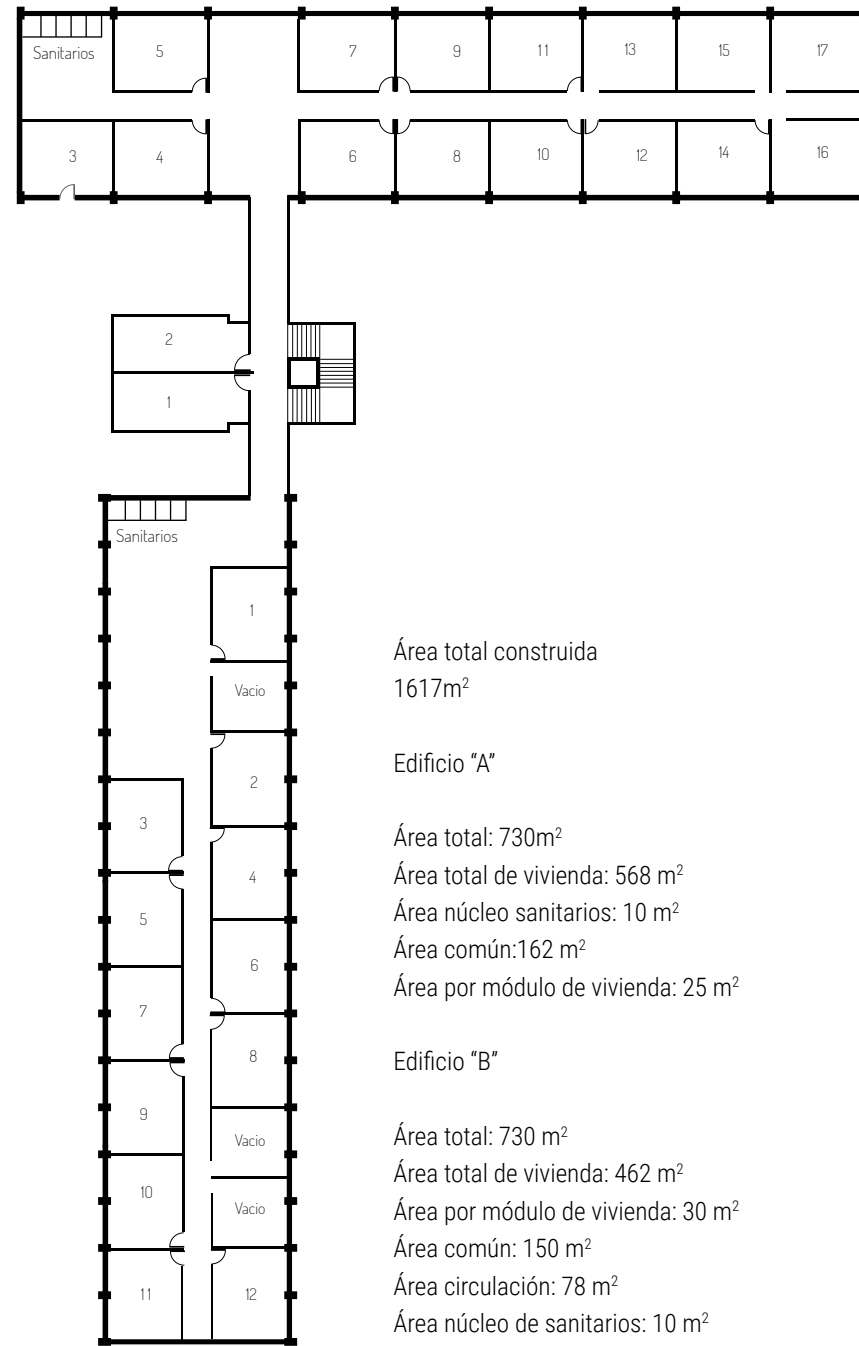 Sanitarios
5
7
9
11
13
15
17
3
4
6
8
10
12
14
16
2
1
Sanitarios
1
Vacio
2
3
4
5
6
7
8
9
Vacio
10
Vacio
11
12
Área total construida
1617m²
Edificio “A”
Área total: 730m²
Área total de vivienda: 568 m²
Área núcleo sanitarios: 10 m²
Área común:162 m²
Área por módulo de vivienda: 25 m²
Edificio “B”
Área total: 730 m²
Área total de vivienda: 462 m²
Área por módulo de vivienda: 30 m²
Área común: 150 m²
Área circulación: 78 m²
Área núcleo de sanitarios: 10 m²